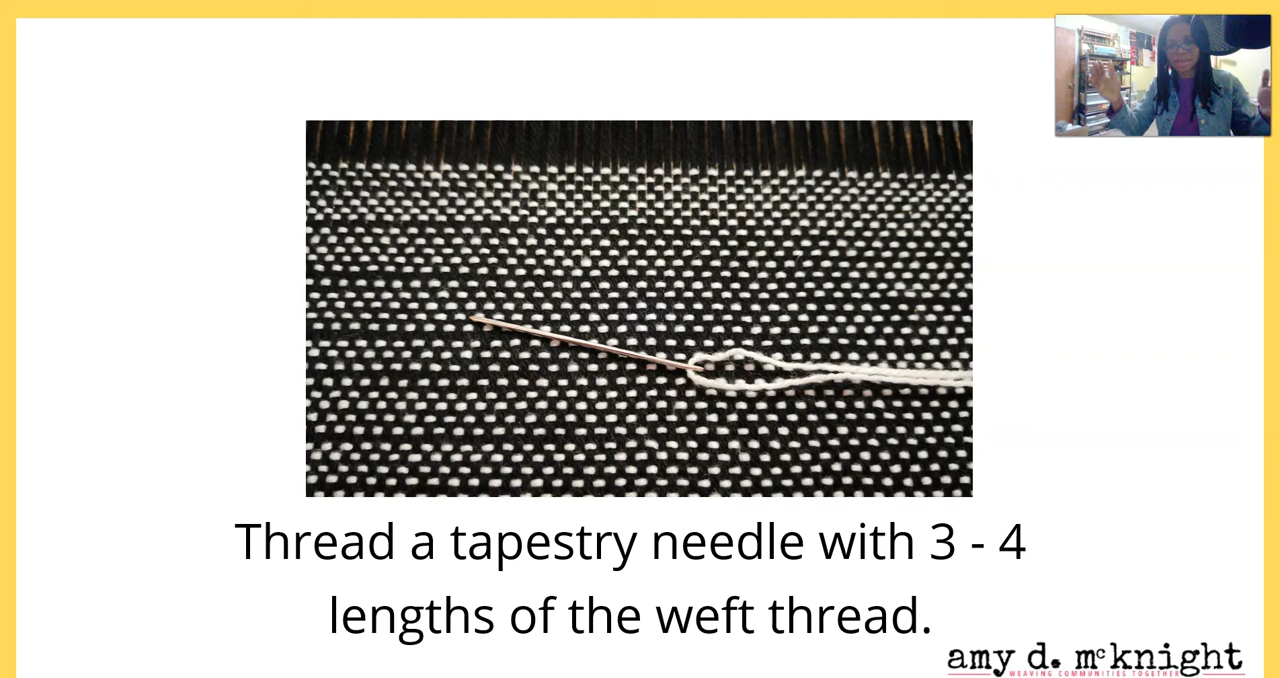 Thread a tapestry needle with 3 - 4
lengths of the weft thread.
amy d. mcknight
WEAVING COMMUNITIES TOGETHER